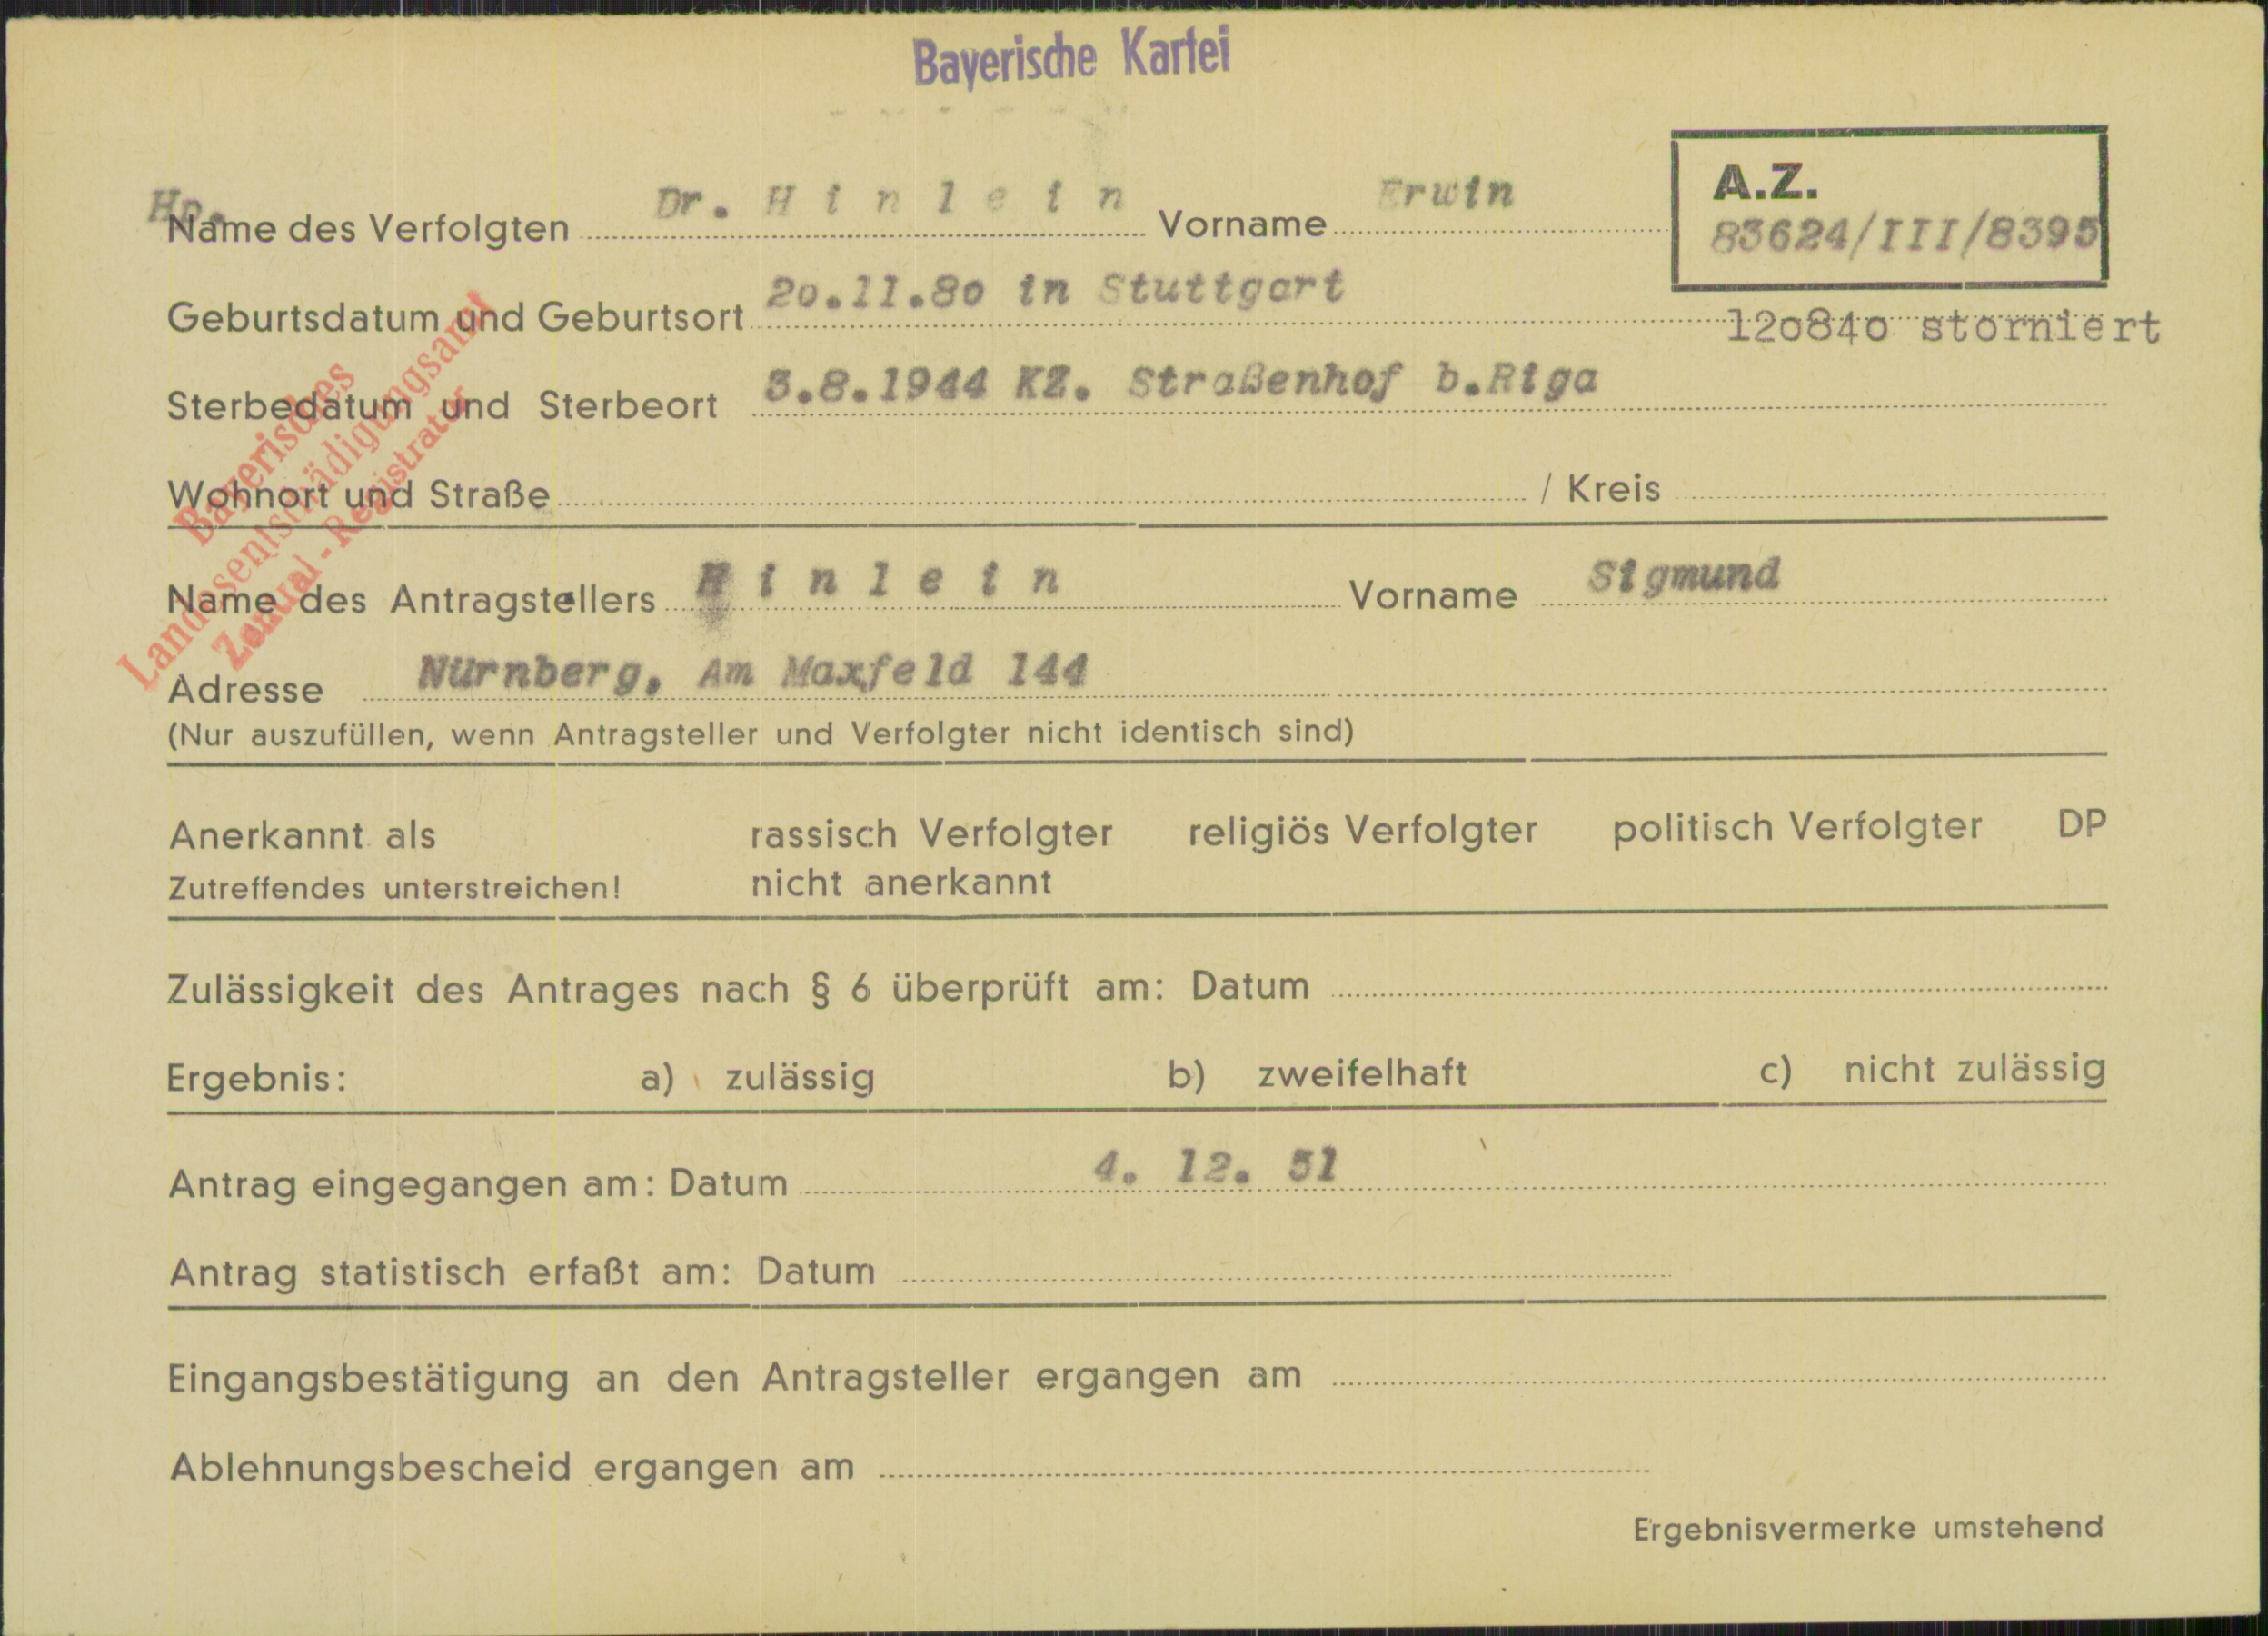 Bayerische Kartei
Hp.
Name des Verfolgten Dr. H i n l e i n Vorname Erwin
A.Z.
83624/III/8395
Geburtsdatum und Geburtsort 20.11.80 in Stuttgart
120840 storniert
Sterbedatum und Sterbeort 3.8.1944 KZ. Straßenhof b.Riga
Bayerisches
Landesentschädigungsamt
Zentral - Registratur
Wohnort und Straße / Kreis
Name des Antragstellers H i n l e i n Vorname Sigmund
Adresse Nürnberg, Am Maxfeld 144
(Nur auszufüllen, wenn Antragsteller und Verfolgter nicht identisch sind)
Anerkannt als rassisch Verfolgter religiös Verfolgter politisch Verfolgter DP
Zutreffendes unterstreichen! nicht anerkannt
Zulässigkeit des Antrages nach § 6 überprüft am: Datum
Ergebnis: a) zulässig b) zweifelhaft c) nicht zulässig
Antrag eingegangen am: Datum 4. 12. 51
Antrag statistisch erfaßt am: Datum
Eingangsbestätigung an den Antragsteller ergangen am
Ablehnungsbescheid ergangen am
Ergebnisvermerke umstehend